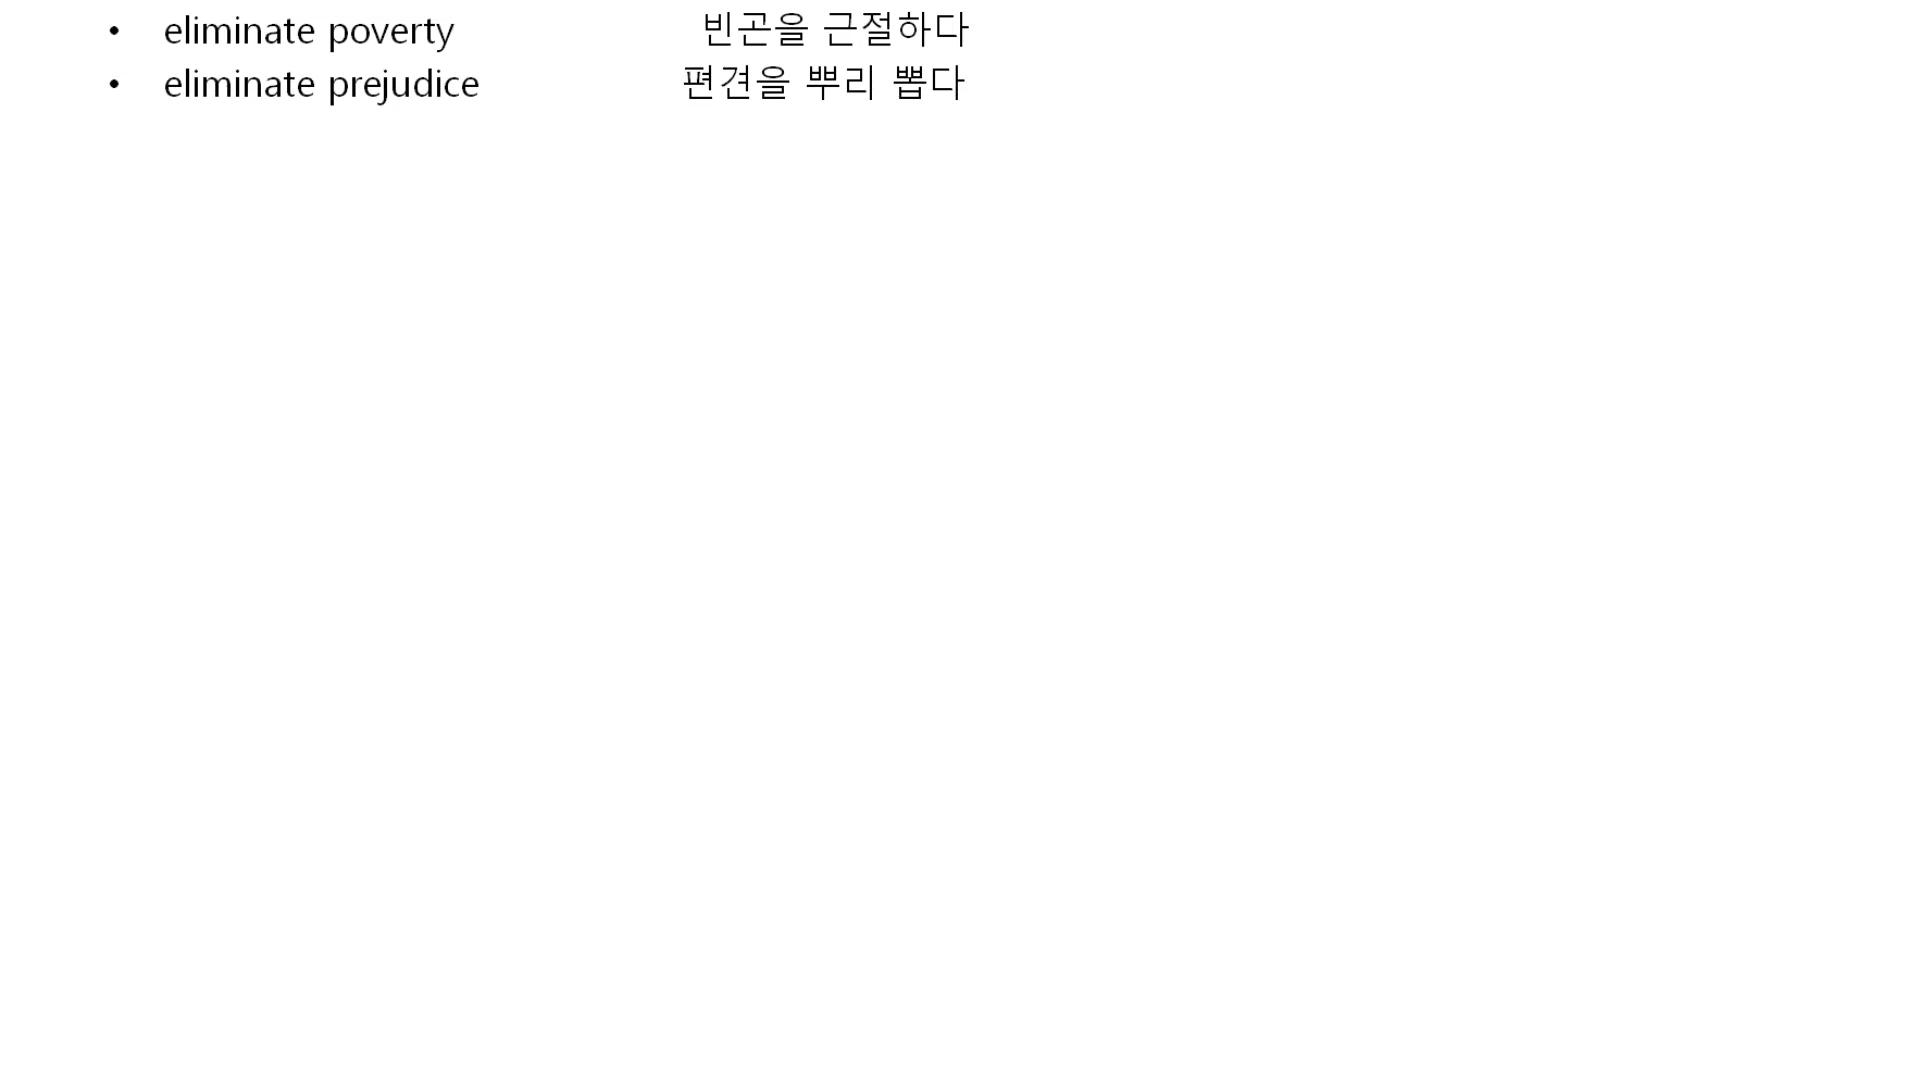 • eliminate poverty 빈곤을 근절하다
• eliminate prejudice 편견을 뿌리 뽑다